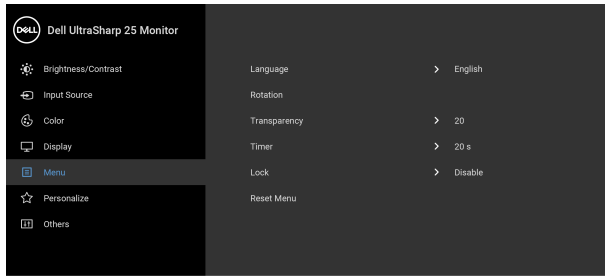 DELL Dell UltraSharp 25 Monitor
Brightness/Contrast
Input Source
Color
Display
Menu
Personalize
Others
Language > English
Rotation
Transparency > 20
Timer > 20 s
Lock > Disable
Reset Menu